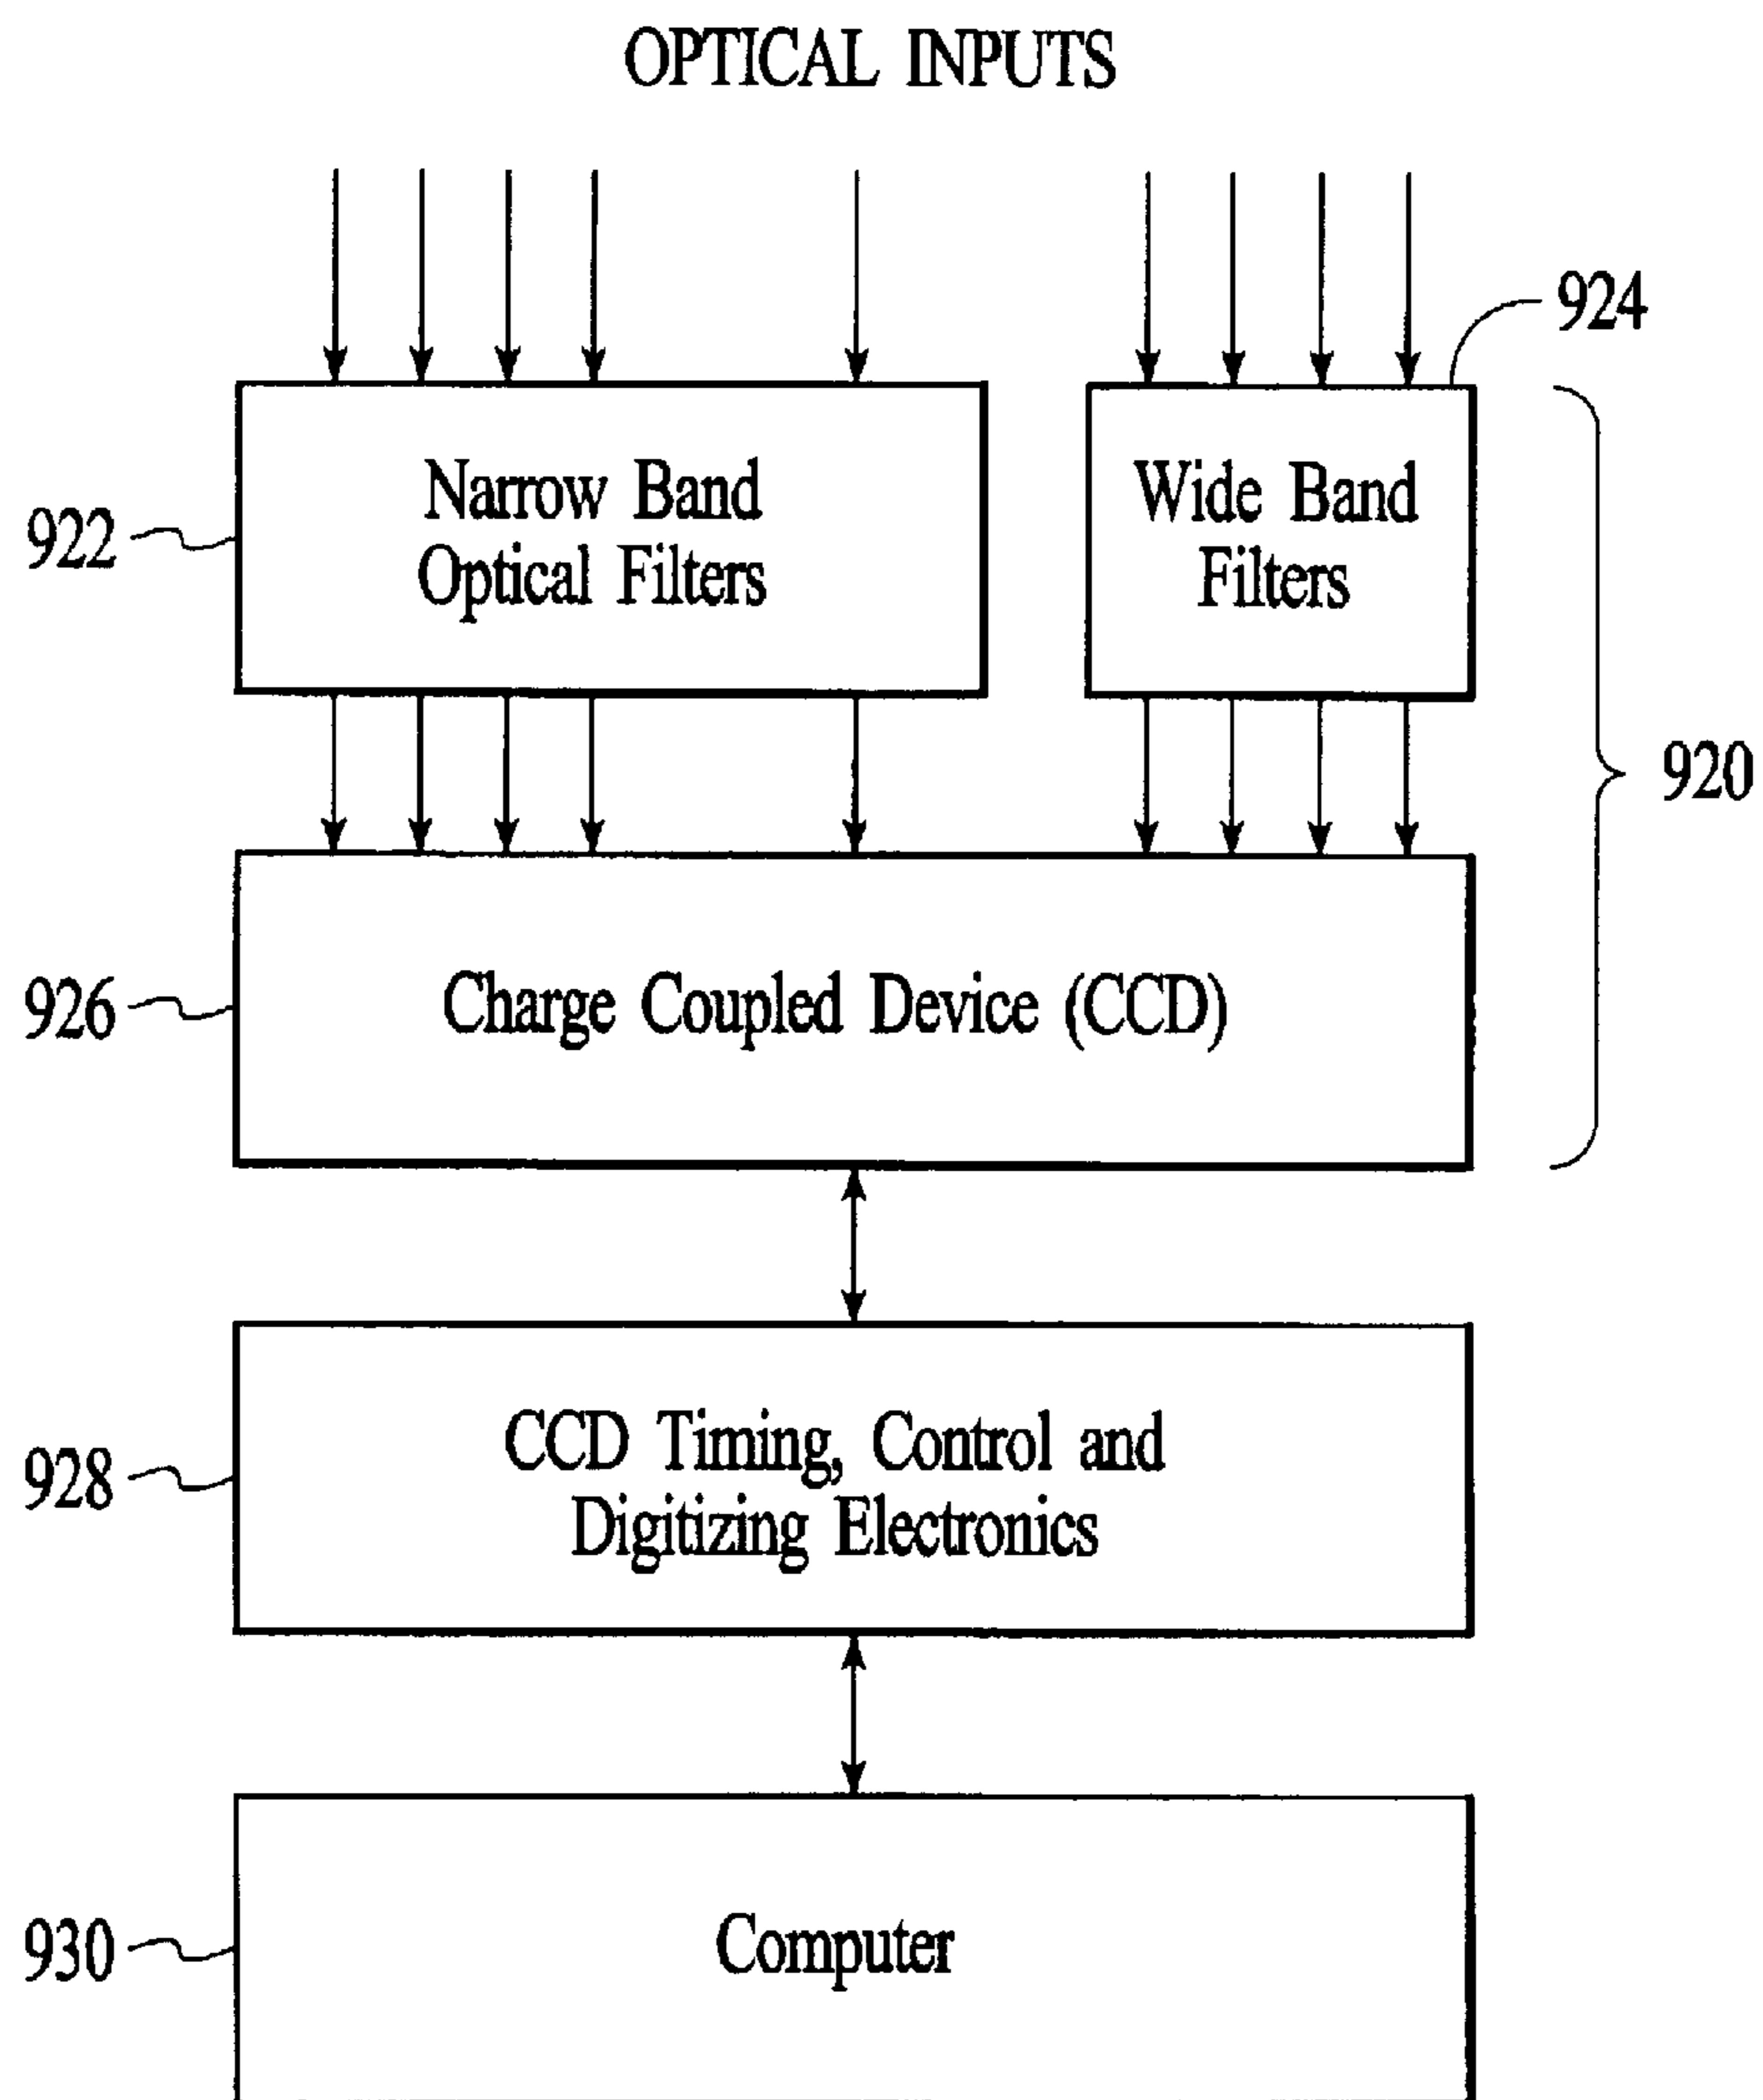 OPTICAL INPUTS
924
Narrow Band
Optical Filters
Wide Band
Filters
922
920
Charge Coupled Device (CCD)
926
CCD Timing, Control and
Digitizing Electronics
928
Computer
930